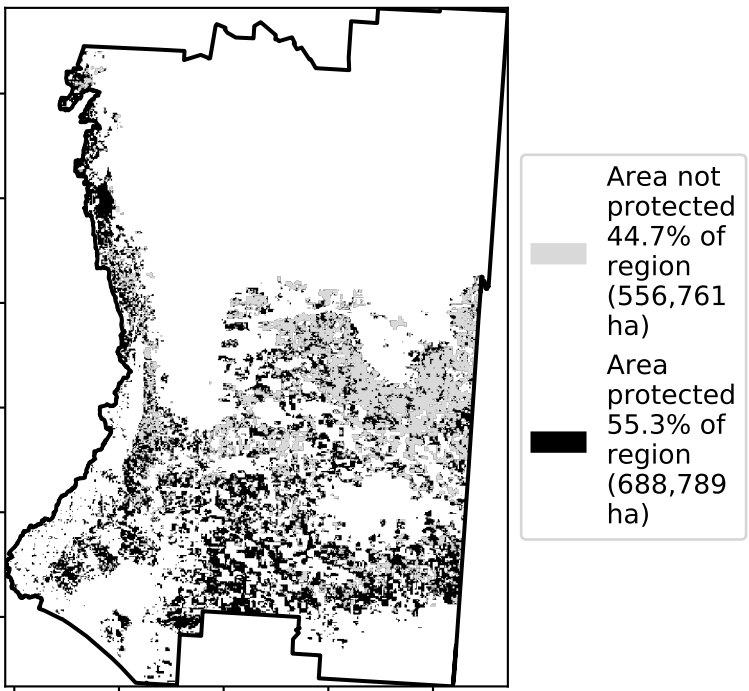 Area not
protected
44.7% of
region
(556,761
ha)
Area
protected
55.3% of
region
(688,789
ha)